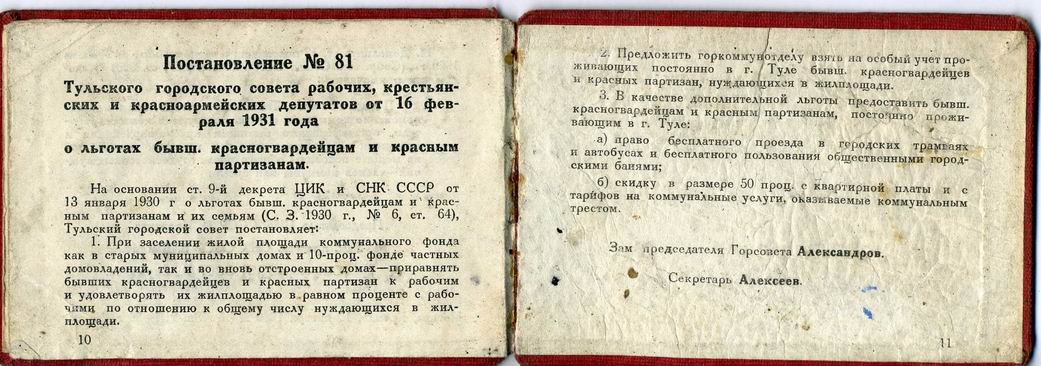 Постановление № 81
Тульского городского совета рабочих, крестьян-
ских и красноармейских депутатов от 16 фев-
раля 1931 года
о льготах бывш. красногвардейцам и красным
партизанам.
На основании ст. 9-й декрета ЦИК и СНК СССР от
13 января 1930 г о льготах бывш. красногвардейцам и крас-
ным партизанам и их семьям (С. З. 1930 г., № 6, ст. 64),
Тульский городской совет постановляет:
1. При заселении жилой площади коммунального фонда
как в старых муниципальных домах и 10-проц. фонде частных
домовладений, так и во вновь отстроенных домах—приравнять
бывших красногвардейцев и красных партизан к рабочим
и удовлетворять их жилплощадью в равном проценте с рабо-
чими по отношению к общему числу нуждающихся в жил-
площади.
10
2. Предложить горкоммунотделу взять на особый учет про-
живающих постоянно в г. Туле бывш. красногвардейцев
и красных партизан, нуждающихся в жилплощади.
3. В качестве дополнительной льготы предоставить бывш.
красногвардейцам и красным партизанам, постоянно прожи-
вающим в г. Туле:
а) право бесплатного проезда в городских трамваях
и автобусах и бесплатного пользования общественными город-
скими банями;
б) скидку в размере 50 проц. с квартирной платы и с
тарифов на коммунальные услуги, оказываемые коммунальным
трестом.
Зам председателя Горсовета Александров.
Секретарь Алексеев.
11